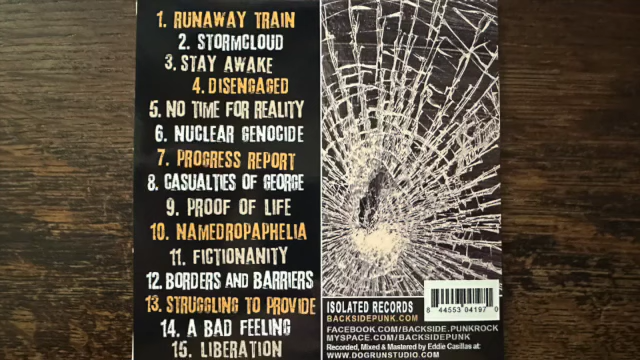 1. RUNAWAY TRAIN
2. STORMCLOUD
3. STAY AWAKE
4. DISENGAGED
5. NO TIME FOR REALITY
6. NUCLEAR GENOCIDE
7. PROGRESS REPORT
8. CASUALTIES OF GEORGE
9. PROOF OF LIFE
10. NAMEDROPAPHELIA
11. FICTIONANITY
12. BORDERS AND BARRIERS
13. STRUGGLING TO PROVIDE
14. A BAD FEELING
15. LIBERATION
8 44553 04197 0
ISOLATED RECORDS
BACKSIDEPUNK.COM
FACEBOOK.COM/BACKSIDE.PUNKROCK
MYSPACE.COM/BACKSIDEPUNK
Recorded, Mixed & Mastered by Eddie Casillas at:
WWW.DOGRUNSTUDIO.COM